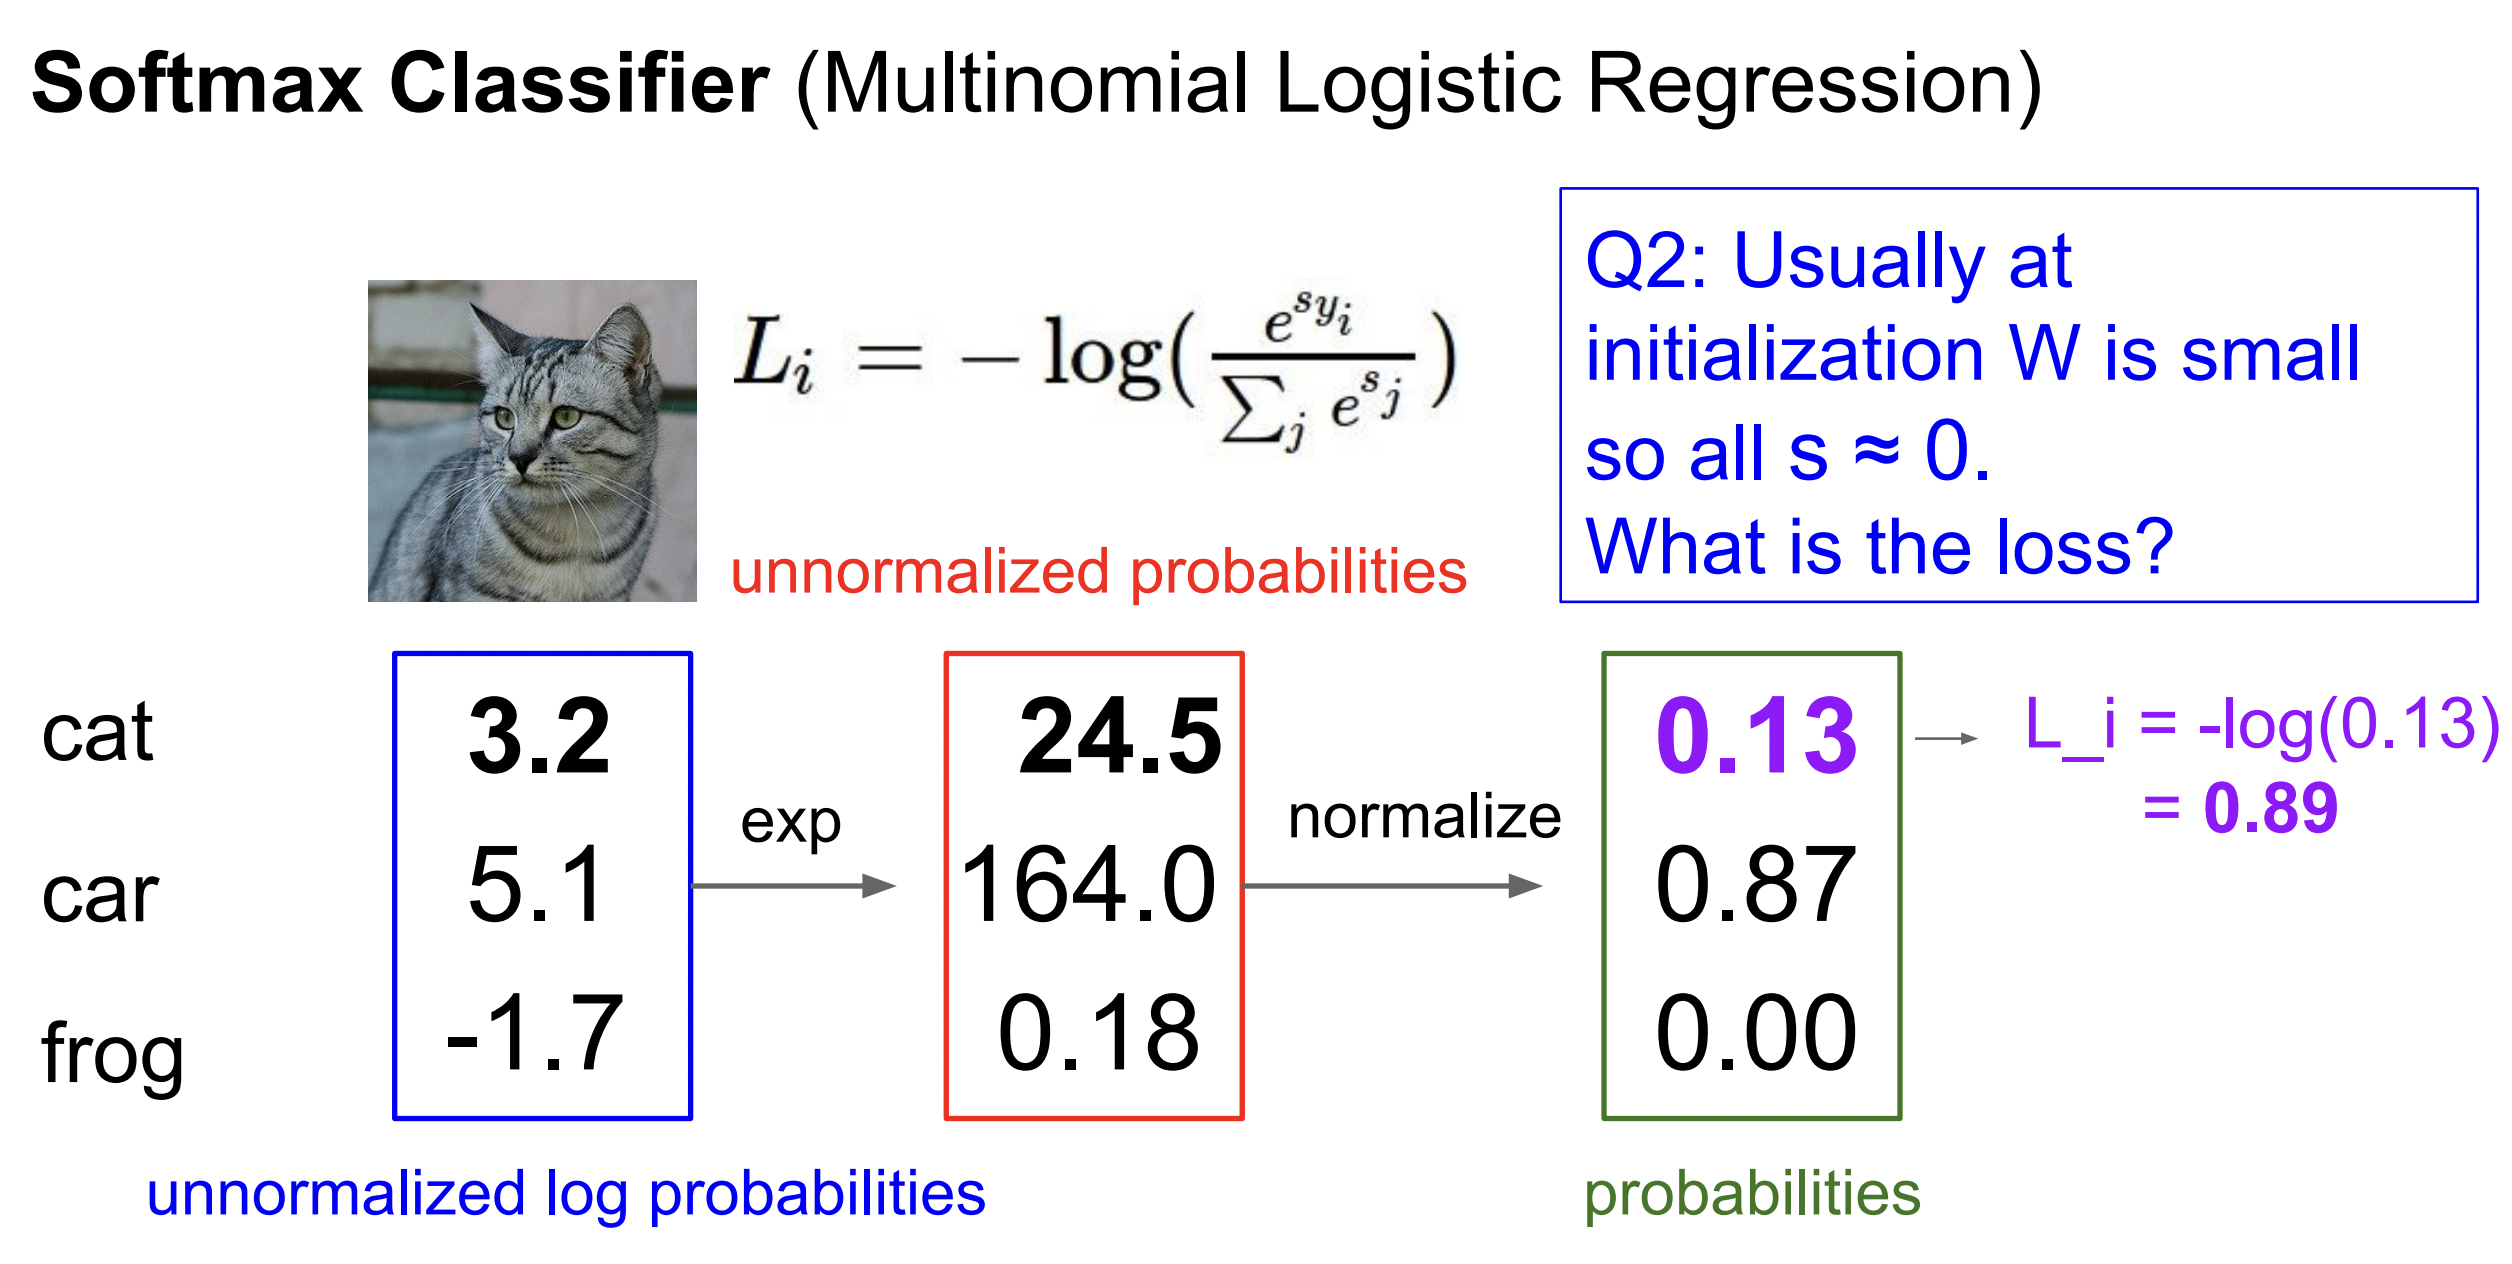 Softmax Classifier (Multinomial Logistic Regression)
L_i = − log( e^{s_{y_i}} / ∑_j e^{s_j} )
Q2: Usually at
initialization W is small
so all s ≈ 0.
What is the loss?
unnormalized probabilities
cat 3.2 24.5 0.13 L_i = -log(0.13)
= 0.89
exp normalize
car 5.1 164.0 0.87
frog -1.7 0.18 0.00
unnormalized log probabilities probabilities